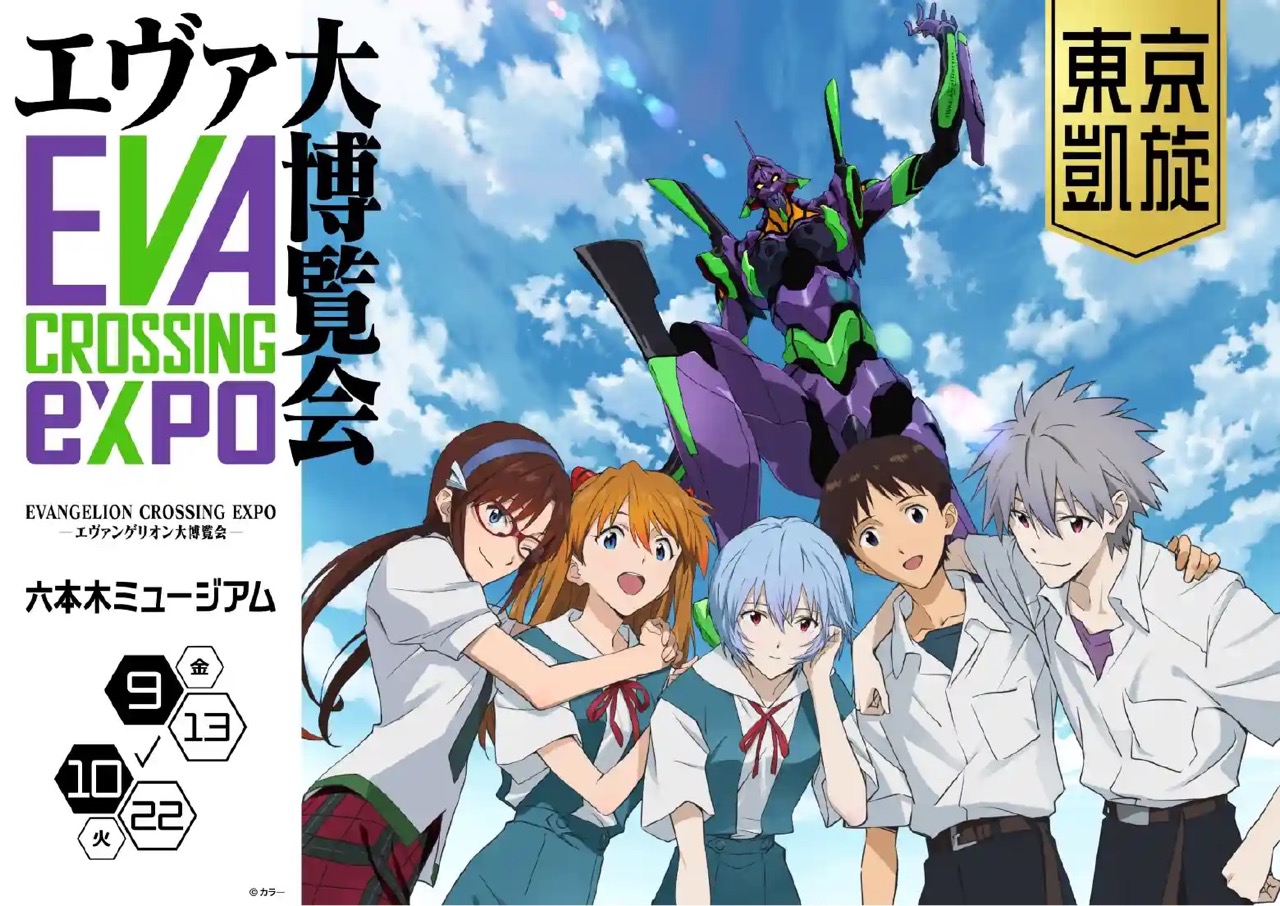 エヴァ
大博覧会
EVA
CROSSING
eXPO
EVANGELION CROSSING EXPO
―エヴァンゲリオン大博覧会―
六本木ミュージアム
9
金
13
10
22
火
東京
凱旋
© カラー